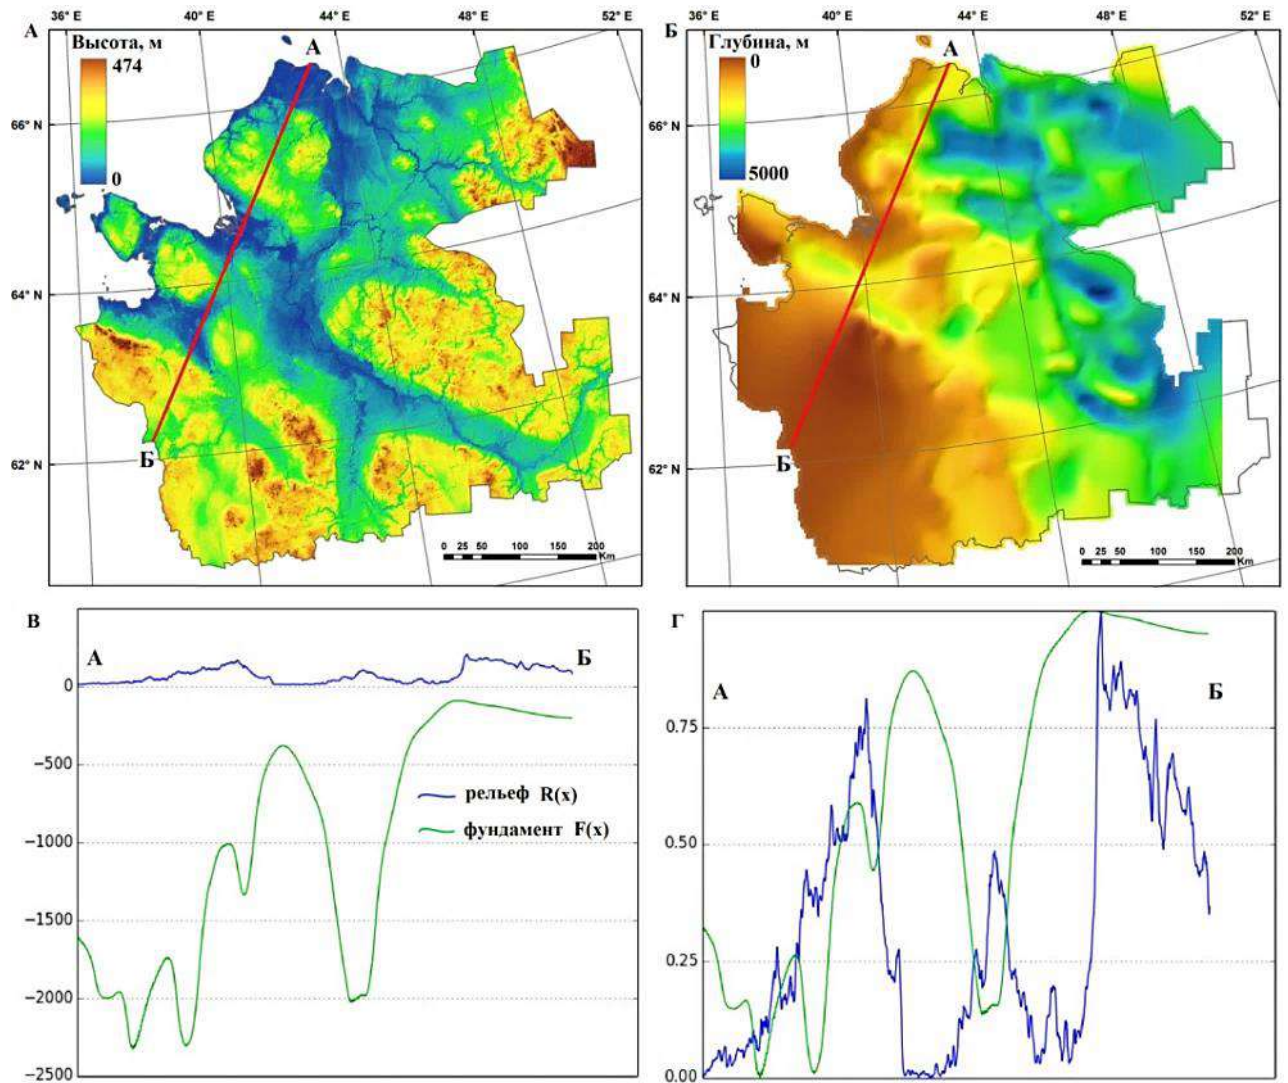 36° E 40° E 44° E 48° E 52° E
А
Высота, м
474
0
А
66° N
64° N
62° N
Б
0 25 50 100 150 200
Km
36° E 40° E 44° E 48° E 52° E
Б
Глубина, м
0
5000
А
66° N
64° N
62° N
Б
0 25 50 100 150 200
Km
В
А
Б
0
−500
−1000
−1500
−2000
−2500
рельеф R(x)
фундамент F(x)
Г
А
Б
0.75
0.50
0.25
0.00